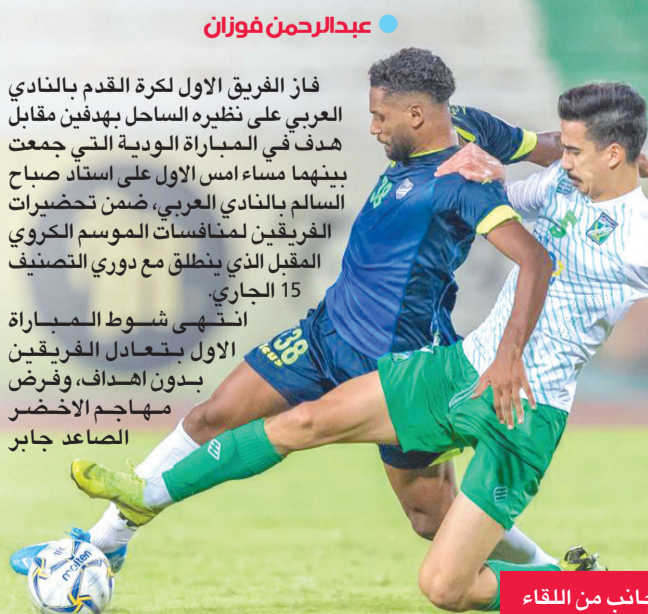 عبدالرحمن فوزان
فاز الفريق الاول لكرة القدم بالنادي
العربي على نظيره الساحل بهدفين مقابل
هدف في المباراة الودية التي جمعت
بينهما مساء امس الاول على استاد صباح
السالم بالنادي العربي، ضمن تحضيرات
الفريقين لمنافسات الموسم الكروي
المقبل الذي ينطلق مع دوري التصنيف
15 الجاري.
انتهى شوط المباراة
الاول بتعادل الفريقين
بدون اهداف، وفرض
مهاجم الاخضر
الصاعد جابر
38
38
5
molten
جانب من اللقاء